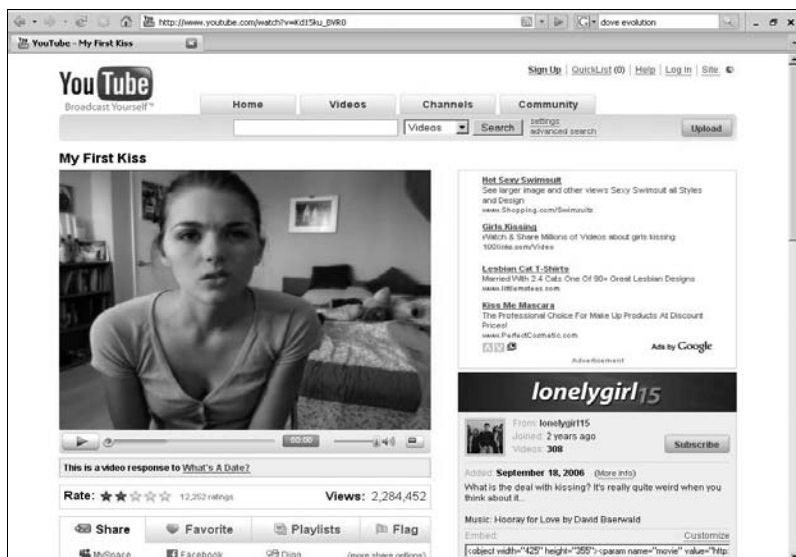 http://www.youtube.com/watch?v=Kd15ku_BVR0
dove evolution
YouTube - My First Kiss
YouTube
Broadcast Yourself™
Sign Up | QuickList (0) | Help | Log In | Site:
Home Videos Channels Community
Videos Search settings
advanced search
Upload
My First Kiss
Hot Sexy Swimsuit
See larger image and other views Sexy Swimsuit all Styles
and Design
www.Shopping.com/Swimsuits
Girls Kissing
Watch & Share Millions of Videos about girls kissing
Lesbian Cat T-Shirts
Married With 2.4 Cats One Of 90+ Great Lesbian Designs
Kiss Me Mascara
The Professional Choice For Make Up Products At Discount
Prices!
www.PerfectCosmetic.com
Ads by Google
Advertisement
lonelygirl15
From: lonelygirl15
Joined: 2 years ago
Videos: 308
Subscribe
Added: September 18, 2006 (More info)
What is the deal with kissing? It's really quite weird when you
think about it...
Music: Hooray for Love by David Baerwald
Embed: Customize
<object width="425" height="355"><param name="movie" value="http:
00:00
This is a video response to What's A Date?
Rate: 12,252 ratings Views: 2,284,452
Share Favorite Playlists Flag
MySpace Facebook Digg (more share options)